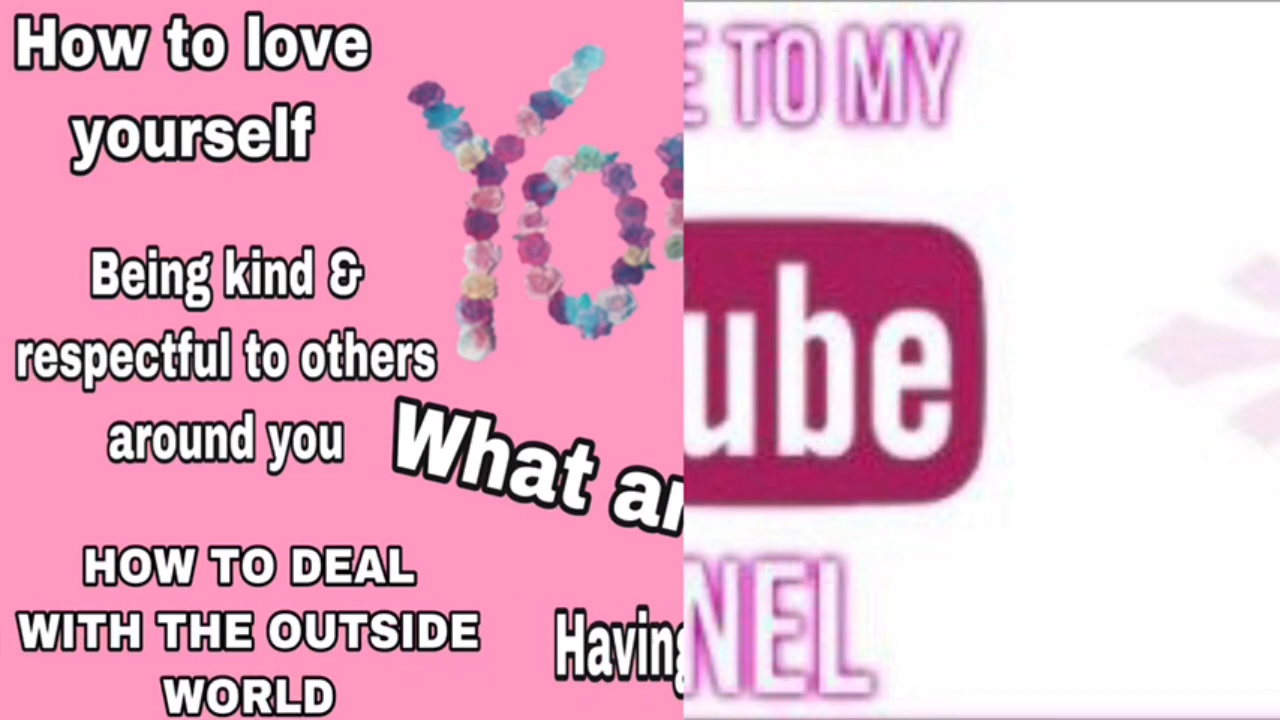 How to love
yourself
Being kind &
respectful to others
around you
What
HOW TO DEAL
WITH THE OUTSIDE
WORLD
E TO MY
ube
NEL